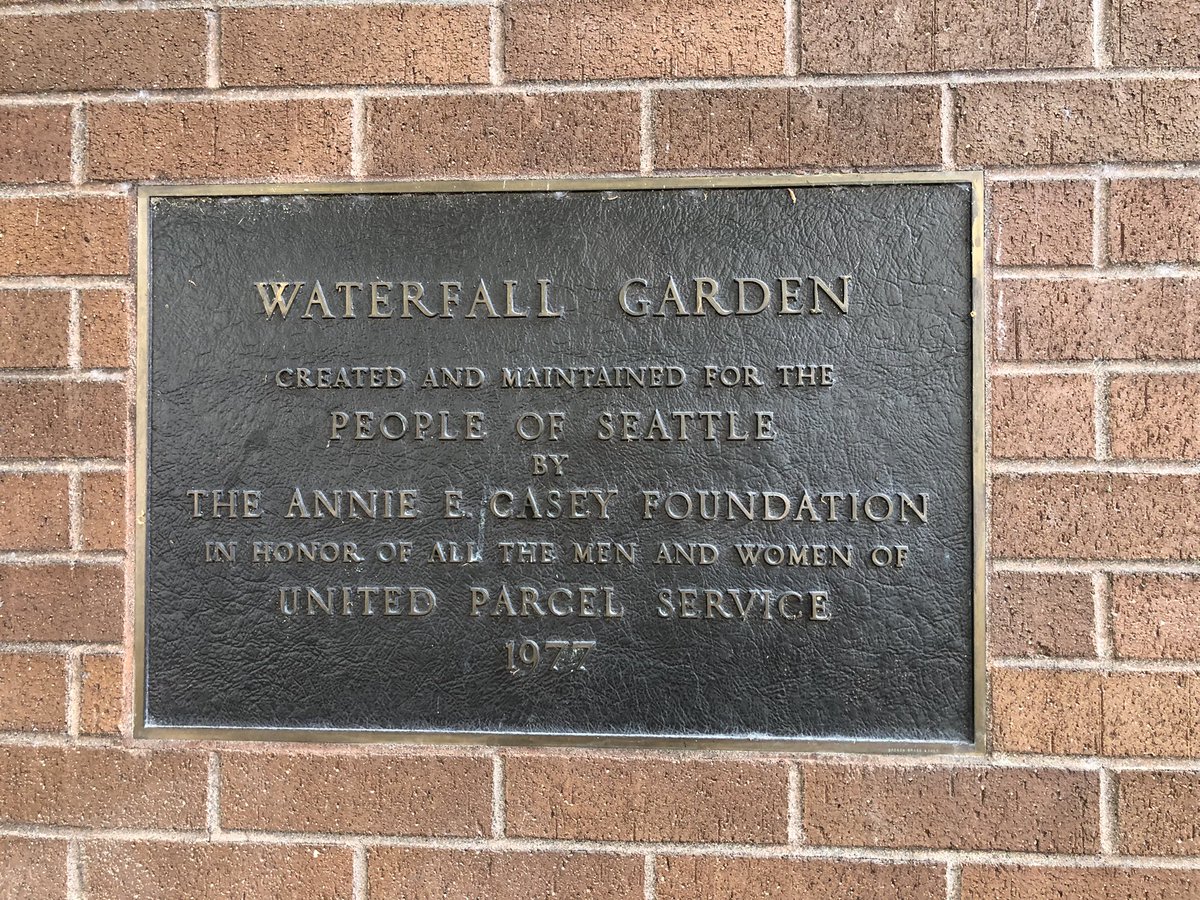 WATERFALL GARDEN
CREATED AND MAINTAINED FOR THE
PEOPLE OF SEATTLE
BY
THE ANNIE E. CASEY FOUNDATION
IN HONOR OF ALL THE MEN AND WOMEN OF
UNITED PARCEL SERVICE
1977